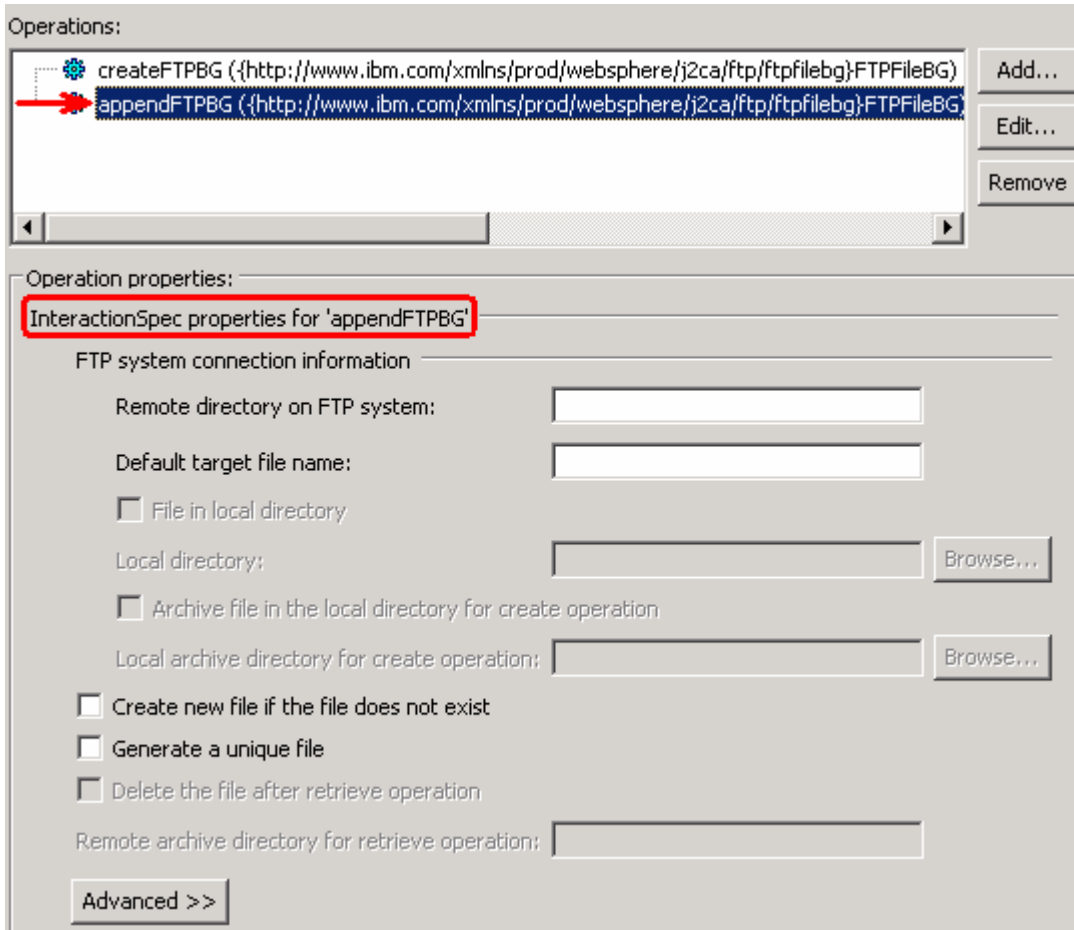 Operations:
createFTPBG ({http://www.ibm.com/xmlns/prod/websphere/j2ca/ftp/ftpfilebg}FTPFileBG)
Add...
appendFTPBG ({http://www.ibm.com/xmlns/prod/websphere/j2ca/ftp/ftpfilebg}FTPFileBG)
Edit...
Remove
Operation properties:
InteractionSpec properties for 'appendFTPBG'
FTP system connection information
Remote directory on FTP system:
Default target file name:
File in local directory
Local directory:
Browse...
Archive file in the local directory for create operation
Local archive directory for create operation:
Browse...
Create new file if the file does not exist
Generate a unique file
Delete the file after retrieve operation
Remote archive directory for retrieve operation:
Advanced >>